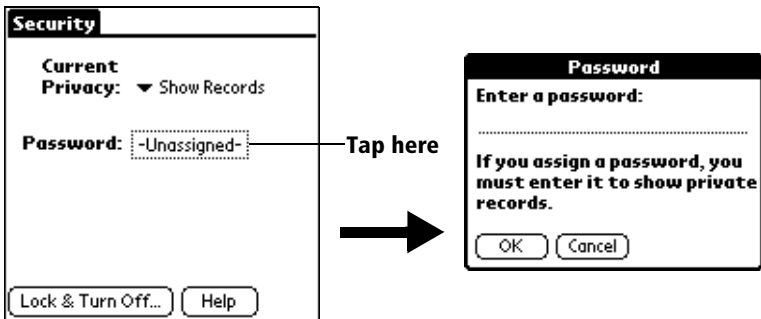 Security
Current
Privacy: Show Records
Password: -Unassigned-
Lock & Turn Off... Help
Tap here
Password
Enter a password:
If you assign a password, you
must enter it to show private
records.
OK Cancel